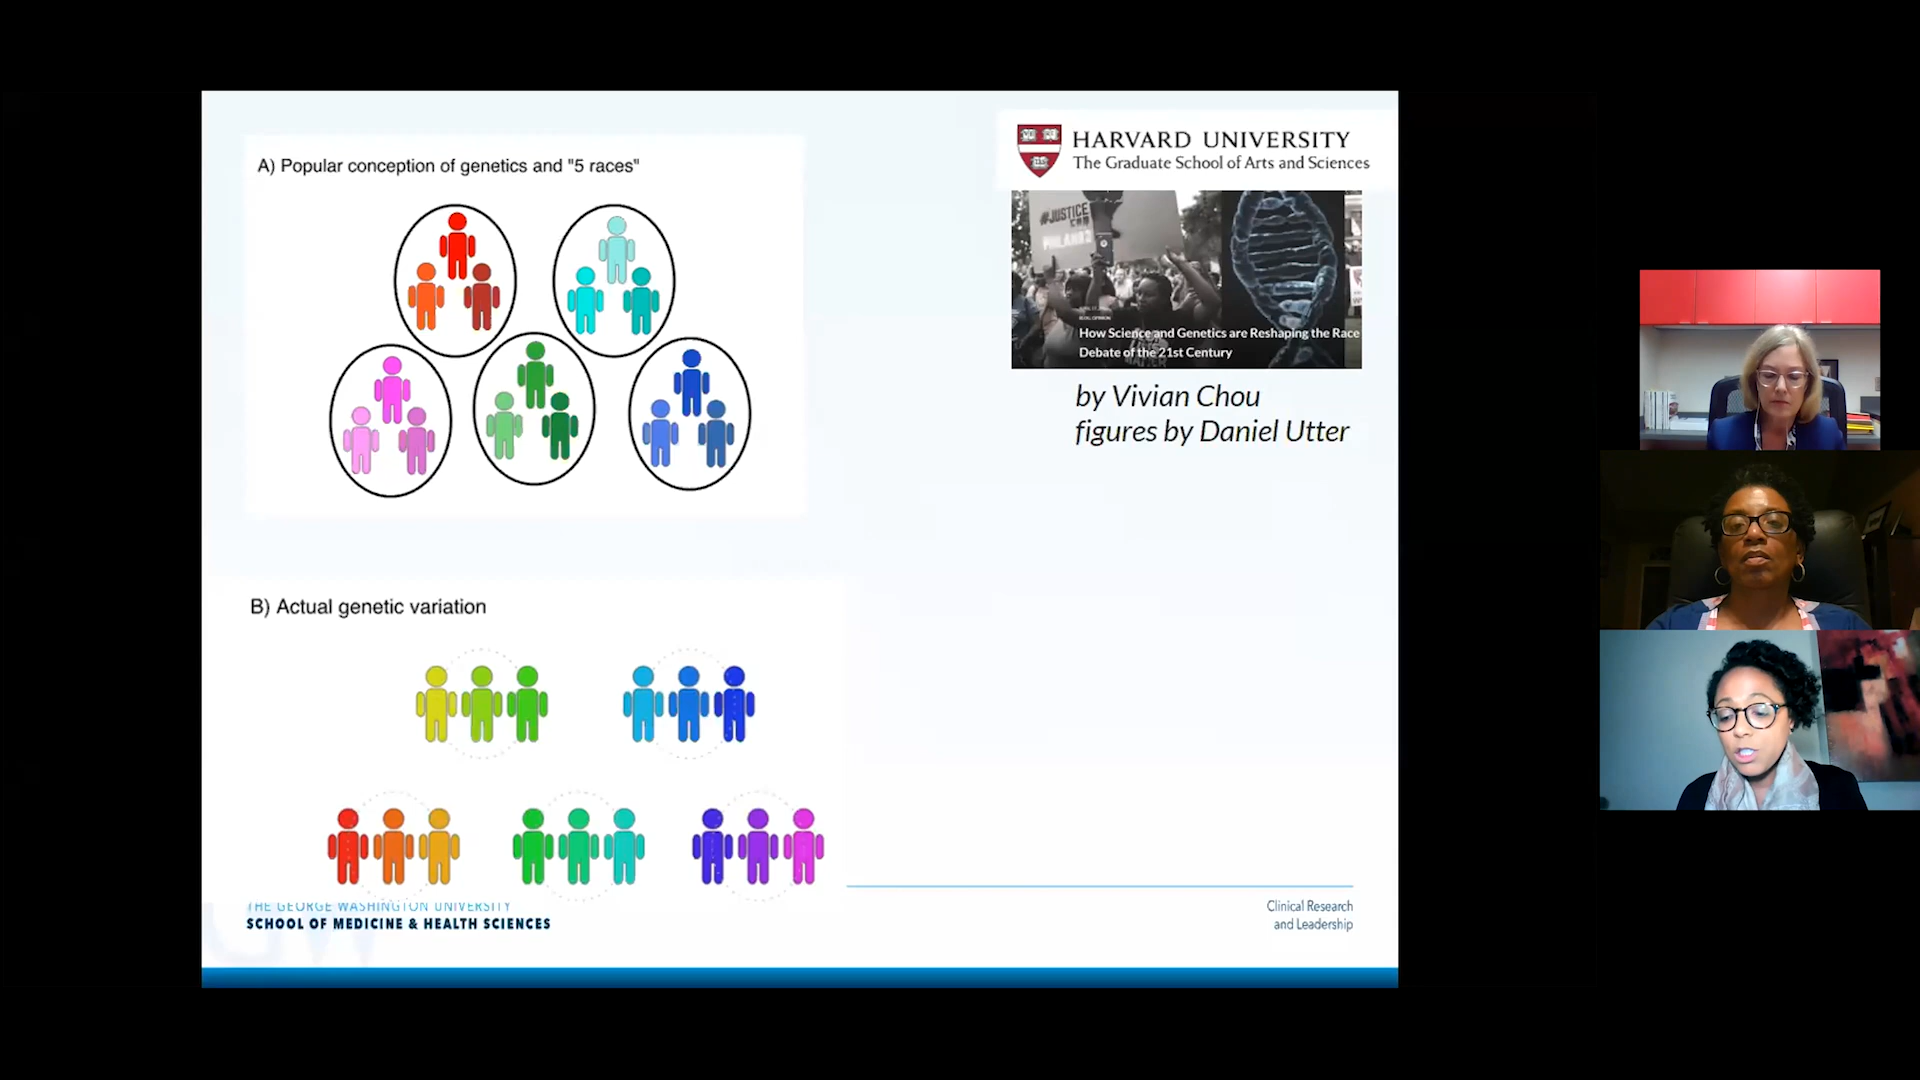 A) Popular conception of genetics and "5 races"
HARVARD UNIVERSITY
The Graduate School of Arts and Sciences
#JUSTICE
How Science and Genetics are Reshaping the Race
Debate of the 21st Century
by Vivian Chou
figures by Daniel Utter
B) Actual genetic variation
THE GEORGE WASHINGTON UNIVERSITY
SCHOOL OF MEDICINE & HEALTH SCIENCES
Clinical Research
and Leadership